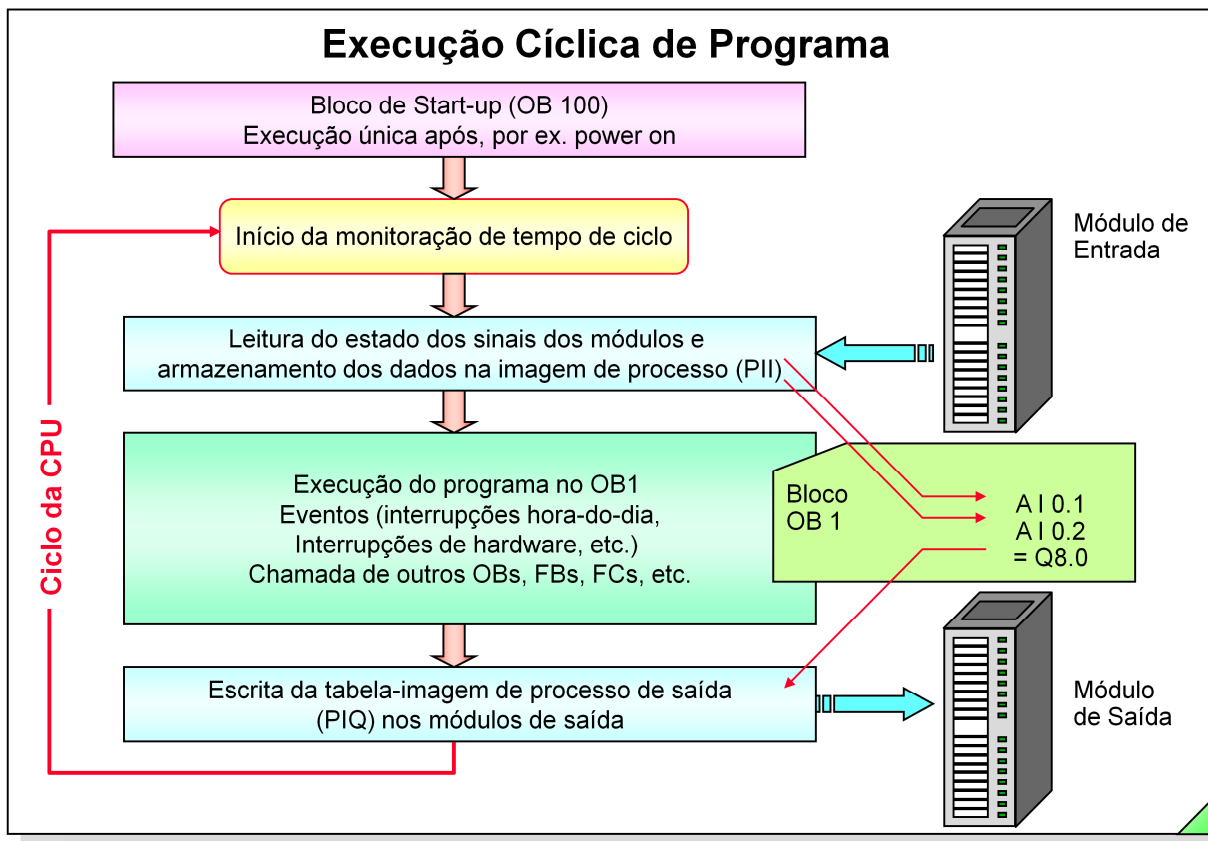 Execução Cíclica de Programa
Bloco de Start-up (OB 100)
Execução única após, por ex. power on
Início da monitoração de tempo de ciclo
Módulo de
Entrada
Leitura do estado dos sinais dos módulos e
armazenamento dos dados na imagem de processo (PII)
Ciclo da CPU
Execução do programa no OB1
Eventos (interrupções hora-do-dia,
Interrupções de hardware, etc.)
Chamada de outros OBs, FBs, FCs, etc.
Bloco
OB 1
A I 0.1
A I 0.2
= Q8.0
Escrita da tabela-imagem de processo de saída
(PIQ) nos módulos de saída
Módulo
de Saída